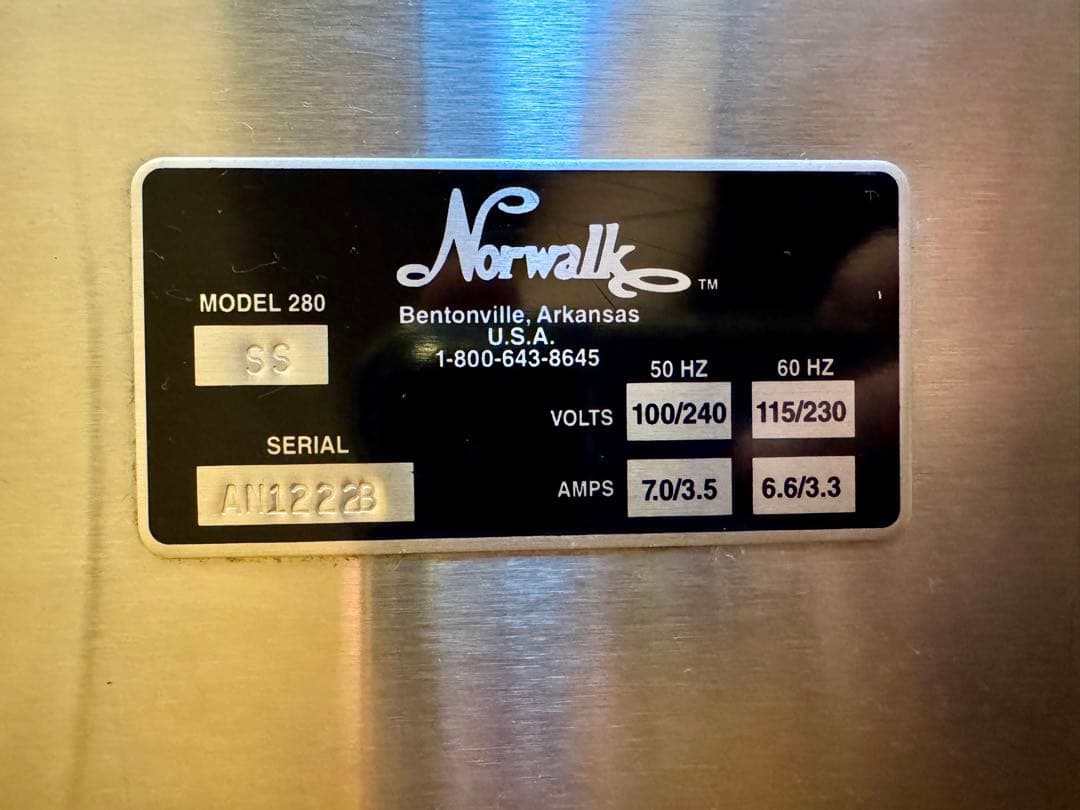 Norwalk™
Bentonville, Arkansas
U.S.A.
1-800-643-8645
MODEL 280
SS
SERIAL
AN1222B
50 HZ 60 HZ
VOLTS 100/240 115/230
AMPS 7.0/3.5 6.6/3.3